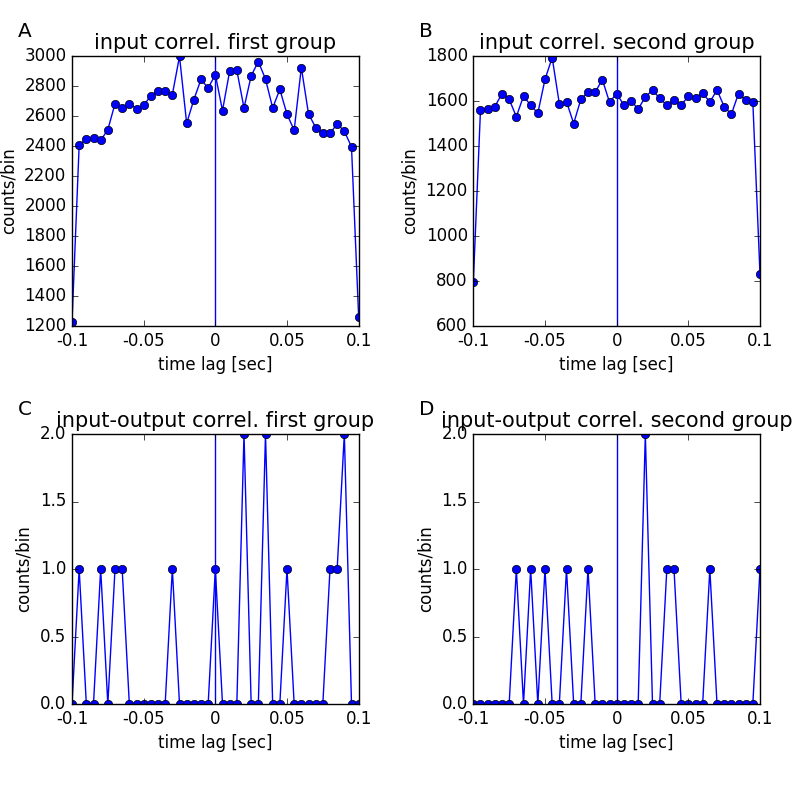 A
input correl. first group
3000
2800
2600
2400
2200
2000
1800
1600
1400
1200
counts/bin
-0.1 -0.05 0 0.05 0.1
time lag [sec]
B
input correl. second group
1800
1600
1400
1200
1000
800
600
counts/bin
-0.1 -0.05 0 0.05 0.1
time lag [sec]
C
input-output correl. first group
2.0
1.5
1.0
0.5
0.0
counts/bin
-0.1 -0.05 0 0.05 0.1
time lag [sec]
D
input-output correl. second group
2.0
1.5
1.0
0.5
0.0
counts/bin
-0.1 -0.05 0 0.05 0.1
time lag [sec]